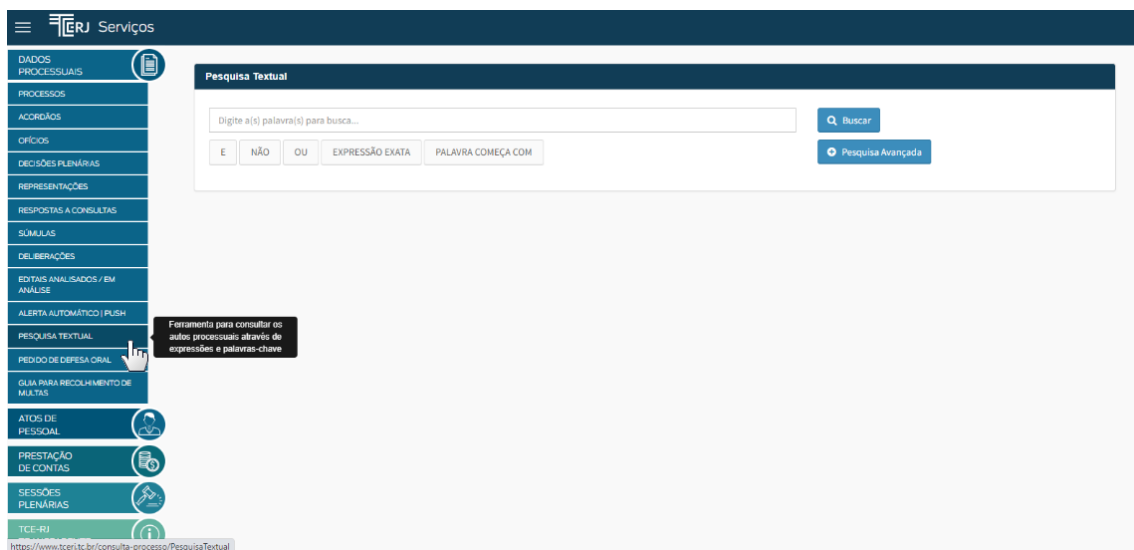 TCERJ Serviços
DADOS
PROCESSUAIS
PROCESSOS
ACORDÃOS
OFÍCIOS
DECISÕES PLENÁRIAS
REPRESENTAÇÕES
RESPOSTAS A CONSULTAS
SÚMULAS
DELIBERAÇÕES
EDITAIS ANALISADOS / EM
ANÁLISE
ALERTA AUTOMÁTICO | PUSH
PESQUISA TEXTUAL
PEDIDO DE DEFESA ORAL
GUIA PARA RECOLHIMENTO DE
MULTAS
ATOS DE
PESSOAL
PRESTAÇÃO
DE CONTAS
SESSÕES
PLENÁRIAS
TCE-RJ
https://www.tcerj.tc.br/consulta-processo/PesquisaTextual
Ferramenta para consultar os
autos processuais através de
expressões e palavras-chave
Pesquisa Textual
Digite a(s) palavra(s) para busca...
Buscar
E NÃO OU EXPRESSÃO EXATA PALAVRA COMEÇA COM
Pesquisa Avançada